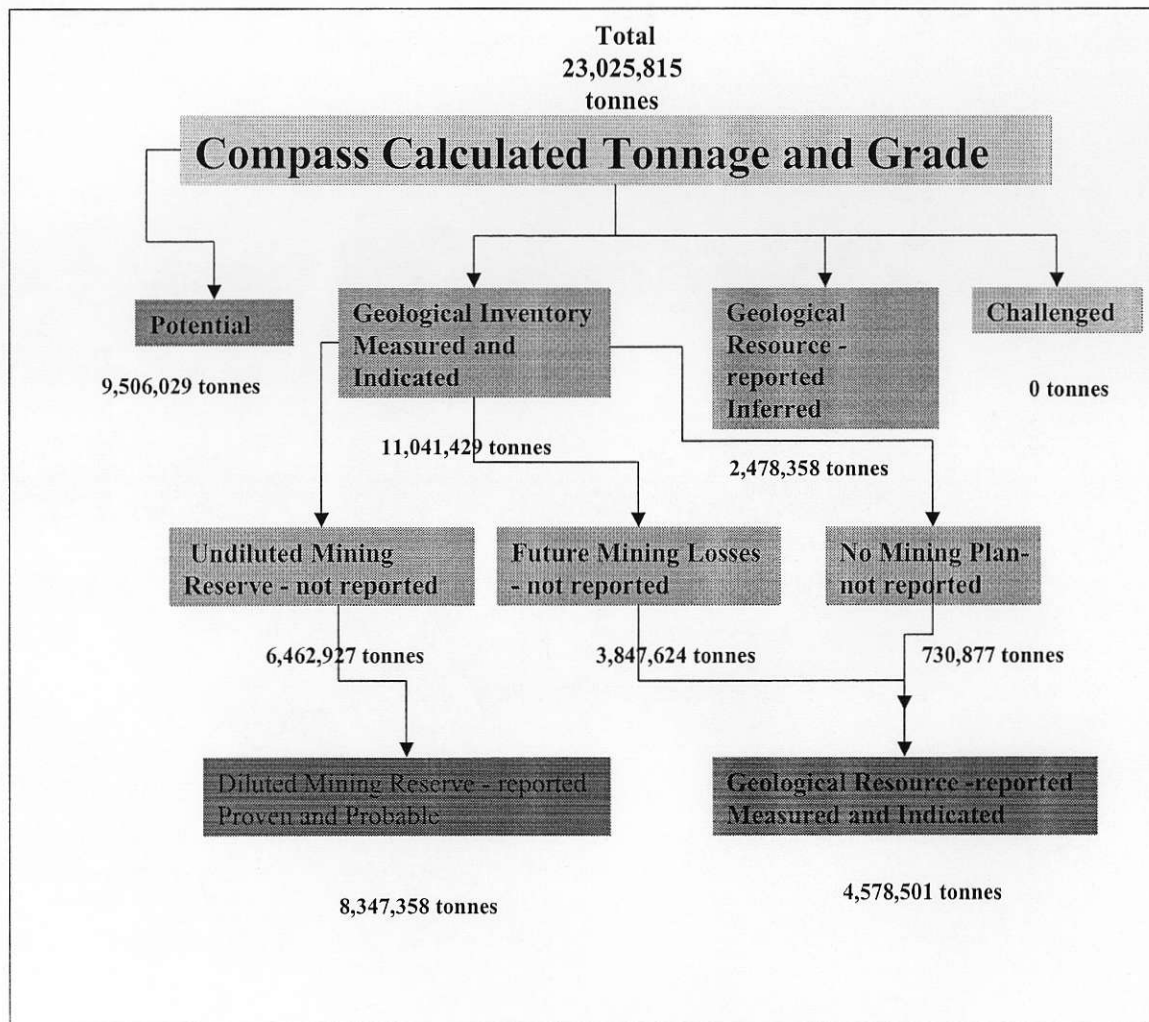 Total
23,025,815
tonnes
Compass Calculated Tonnage and Grade
Potential
9,506,029 tonnes
Geological Inventory
Measured and
Indicated
11,041,429 tonnes
Geological
Resource -
reported
Inferred
2,478,358 tonnes
Challenged
0 tonnes
Undiluted Mining
Reserve - not reported
6,462,927 tonnes
Future Mining Losses
- not reported
3,847,624 tonnes
No Mining Plan-
not reported
730,877 tonnes
Diluted Mining Reserve - reported
Proven and Probable
8,347,358 tonnes
Geological Resource -reported
Measured and Indicated
4,578,501 tonnes